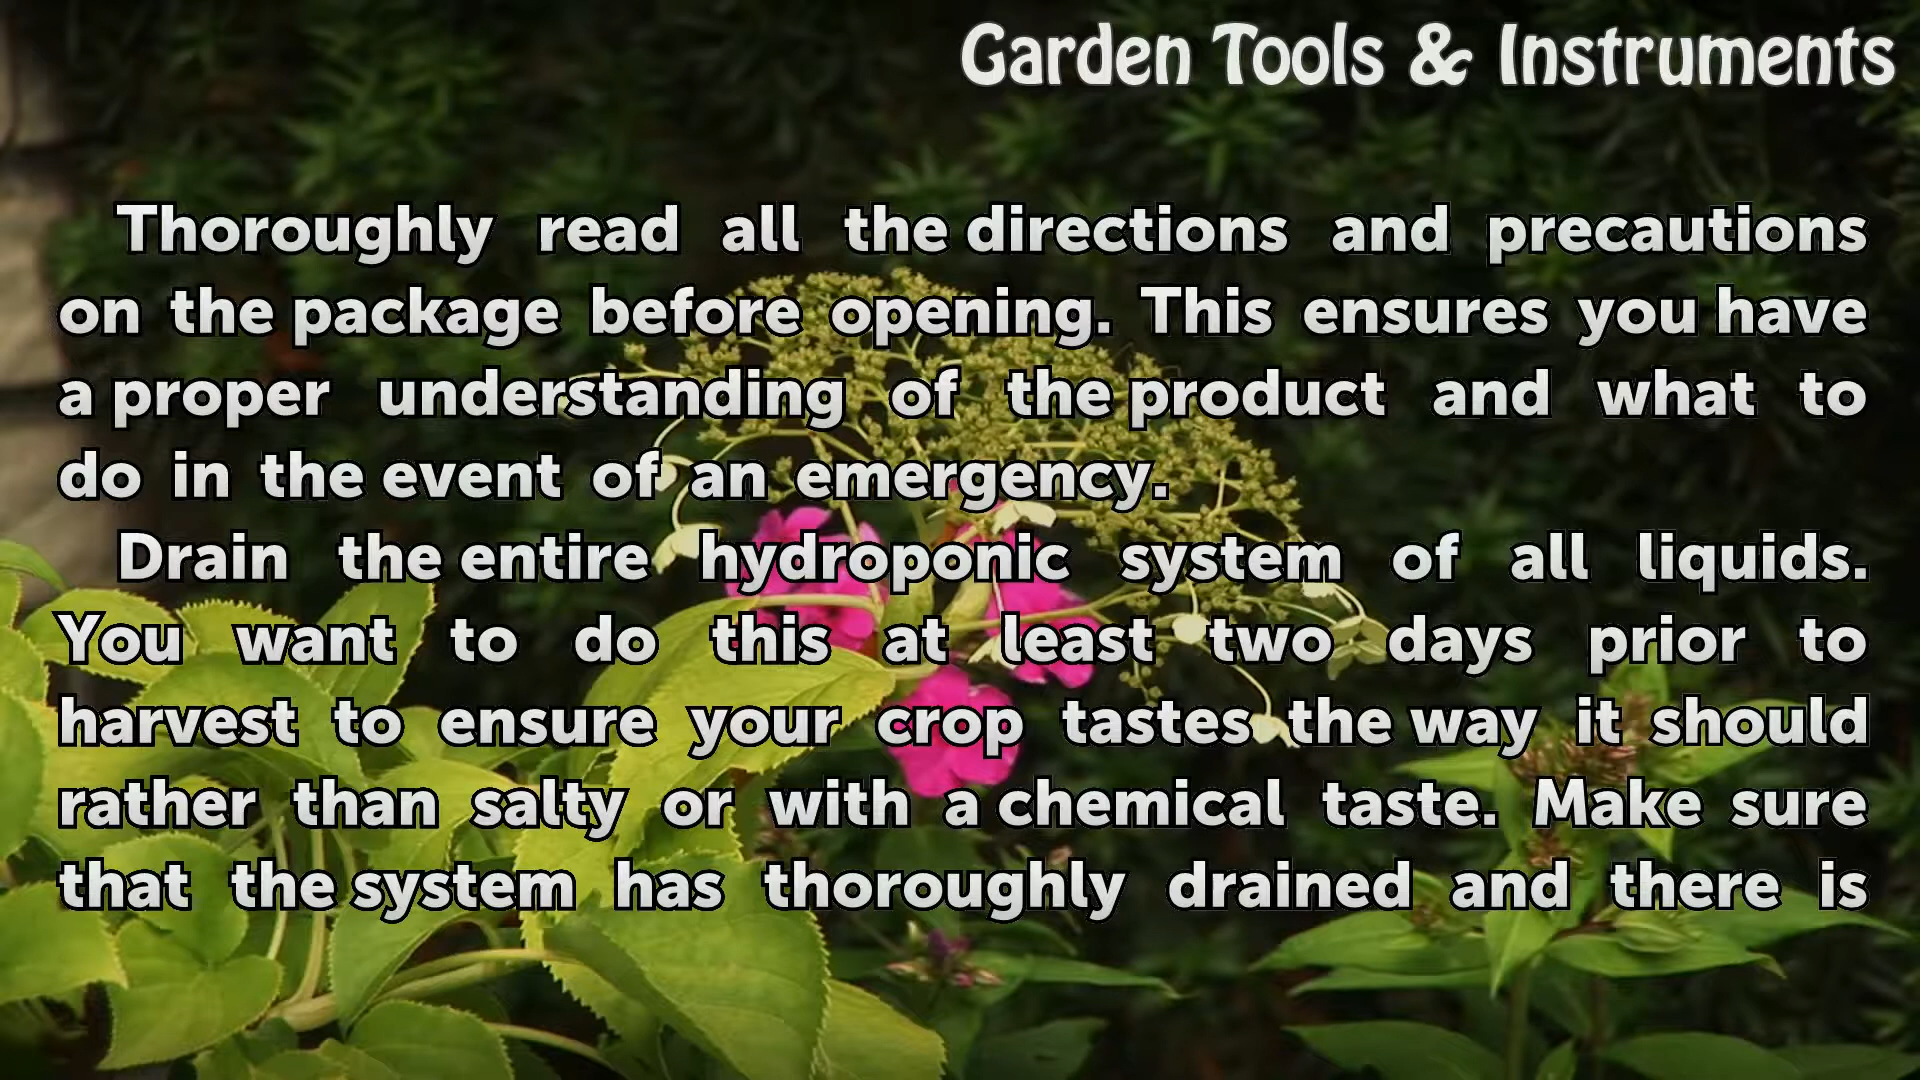 Garden Tools & Instruments
Thoroughly read all the directions and precautions
on the package before opening. This ensures you have
a proper understanding of the product and what to
do in the event of an emergency.
Drain the entire hydroponic system of all liquids.
You want to do this at least two days prior to
harvest to ensure your crop tastes the way it should
rather than salty or with a chemical taste. Make sure
that the system has thoroughly drained and there is